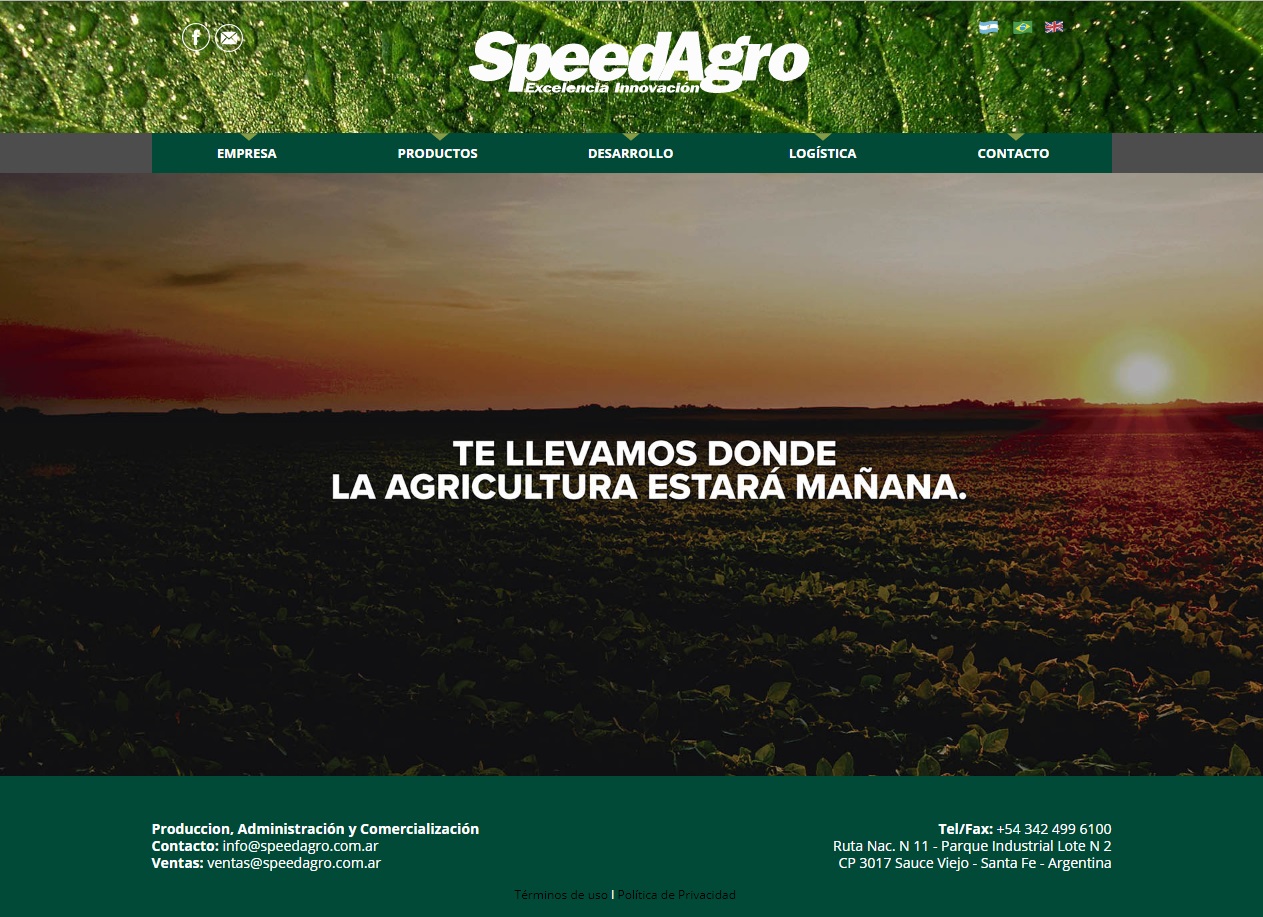 SpeedAgro
Excelencia Innovación
EMPRESA
PRODUCTOS
DESARROLLO
LOGÍSTICA
CONTACTO
TE LLEVAMOS DONDE
LA AGRICULTURA ESTARÁ MAÑANA.
Produccion, Administración y Comercialización
Contacto: info@speedagro.com.ar
Ventas: ventas@speedagro.com.ar
Tel/Fax: +54 342 499 6100
Ruta Nac. N 11 - Parque Industrial Lote N 2
CP 3017 Sauce Viejo - Santa Fe - Argentina
Términos de uso | Política de Privacidad